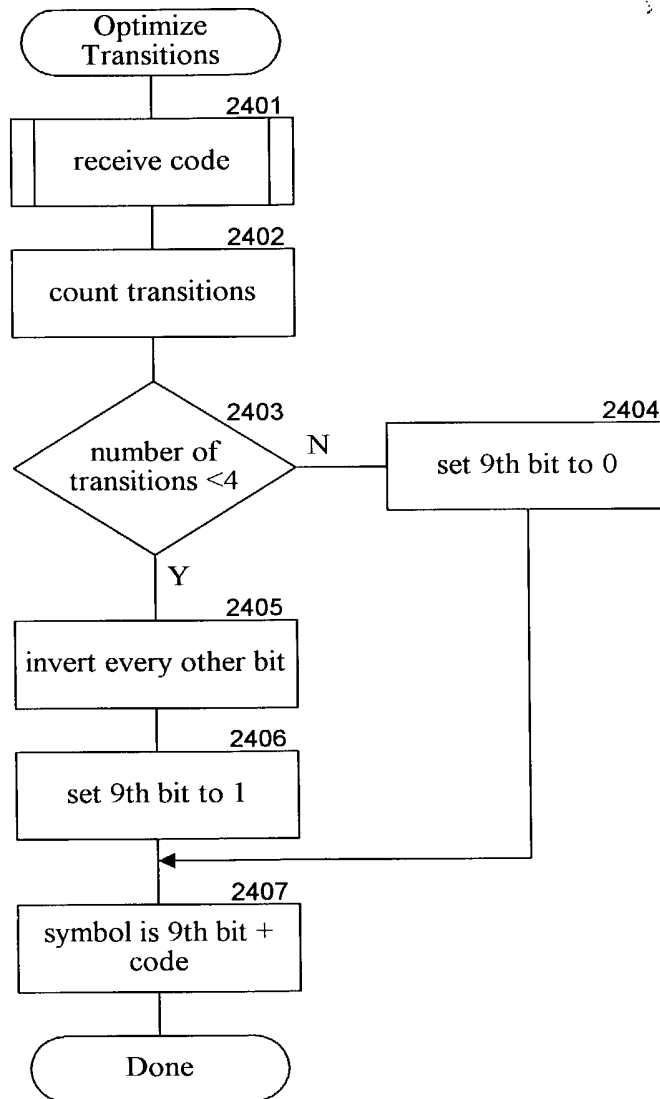 Optimize
Transitions
2401
receive code
2402
count transitions
2403
number of
transitions <4
N
2404
set 9th bit to 0
Y
2405
invert every other bit
2406
set 9th bit to 1
2407
symbol is 9th bit +
code
Done